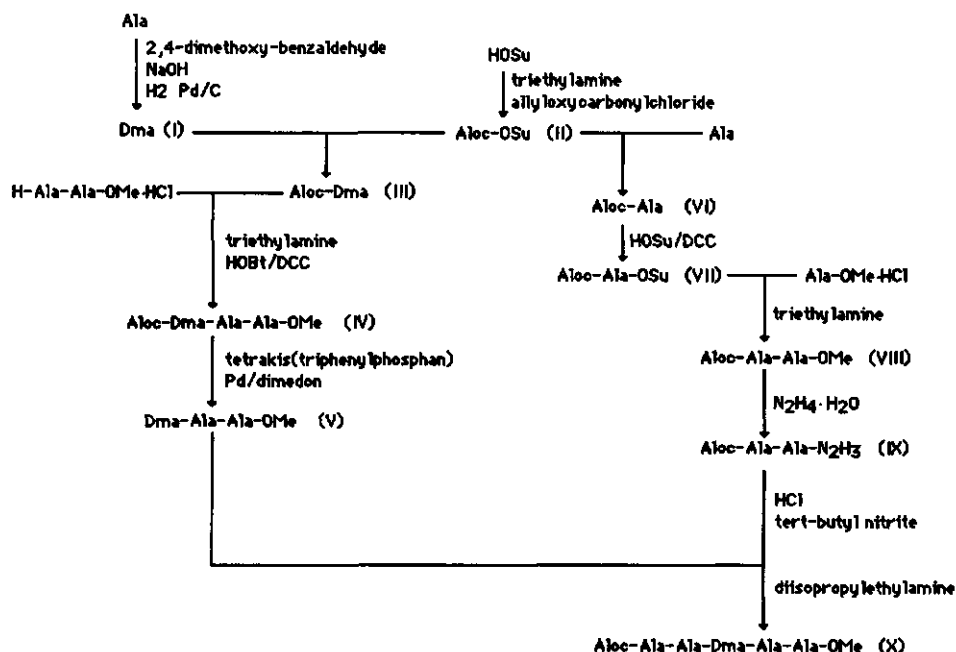 Ala
2,4-dimethoxy-benzaldehyde
NaOH
H2 Pd/C
HOSu
triethylamine
allyloxycarbonylchloride
Dma (I)
Aloc-OSu (II)
Ala
H-Ala-Ala-OMe·HCl
Aloc-Dma (III)
Aloc-Ala (VI)
triethylamine
HOBt/DCC
HOSu/DCC
Aloc-Ala-OSu (VII)
Ala-OMe·HCl
Aloc-Dma-Ala-Ala-OMe (IV)
triethylamine
tetrakis(triphenylphosphan)
Pd/dimedon
Aloc-Ala-Ala-OMe (VIII)
N2H4·H2O
Dma-Ala-Ala-OMe (V)
Aloc-Ala-Ala-N2H3 (IX)
HCl
tert-butyl nitrite
diisopropylethylamine
Aloc-Ala-Ala-Dma-Ala-Ala-OMe (X)